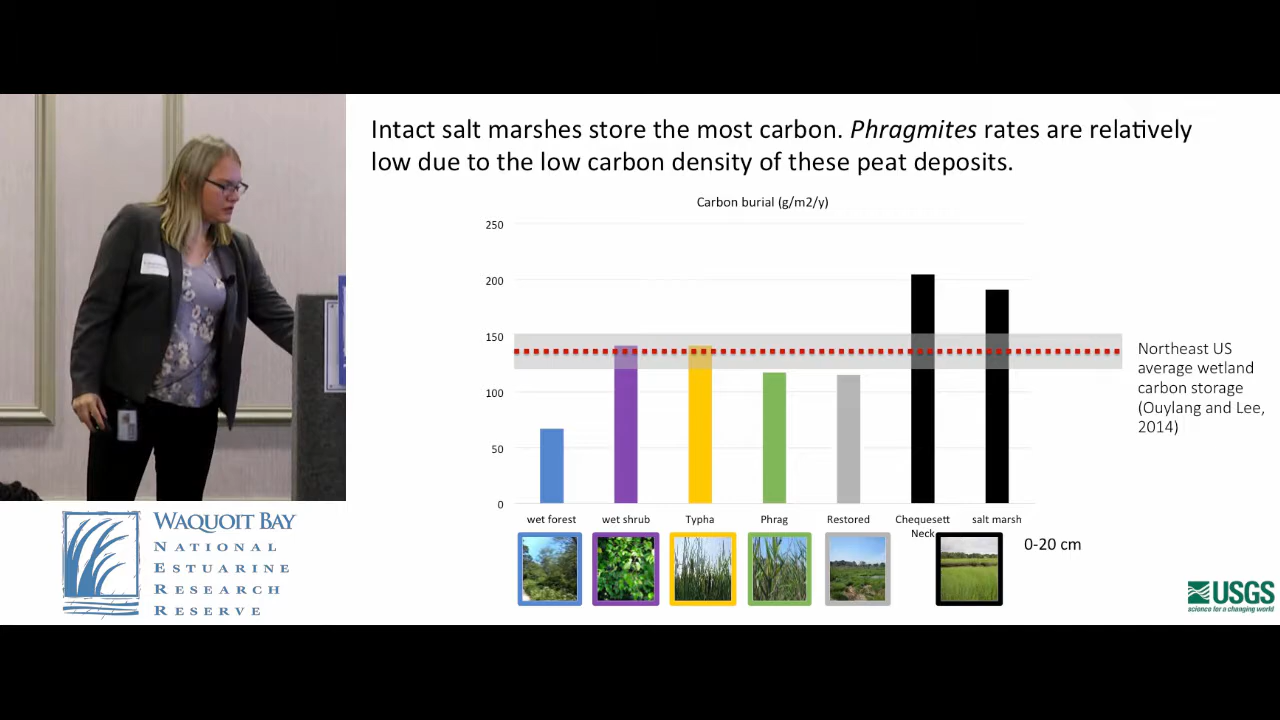 Intact salt marshes store the most carbon. Phragmites rates are relatively
low due to the low carbon density of these peat deposits.
Carbon burial (g/m2/y)
250
200
150
100
50
0
wet forest
wet shrub
Typha
Phrag
Restored
Chequesett
Neck
salt marsh
0-20 cm
Northeast US
average wetland
carbon storage
(Ouylang and Lee,
2014)
WAQUOIT BAY
NATIONAL
ESTUARINE
RESEARCH
RESERVE
USGS
science for a changing world